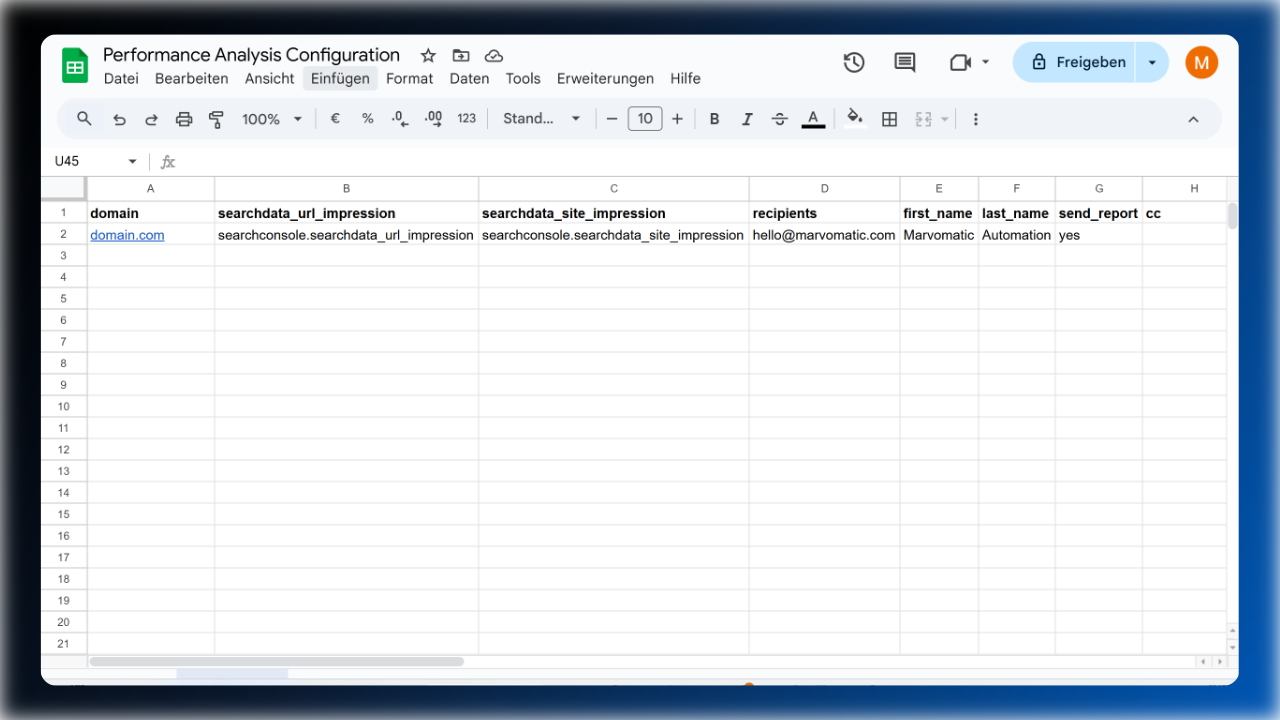 Performance Analysis Configuration
Datei Bearbeiten Ansicht Einfügen Format Daten Tools Erweiterungen Hilfe
Freigeben
M
100% € % .0 .00 123 Stand... 10 B I A
U45 fx
A B C D E F G H
1 domain searchdata_url_impression searchdata_site_impression recipients first_name last_name send_report cc
2 domain.com searchconsole.searchdata_url_impression searchconsole.searchdata_site_impression hello@marvomatic.com Marvomatic Automation yes
3
4
5
6
7
8
9
10
11
12
13
14
15
16
17
18
19
20
21